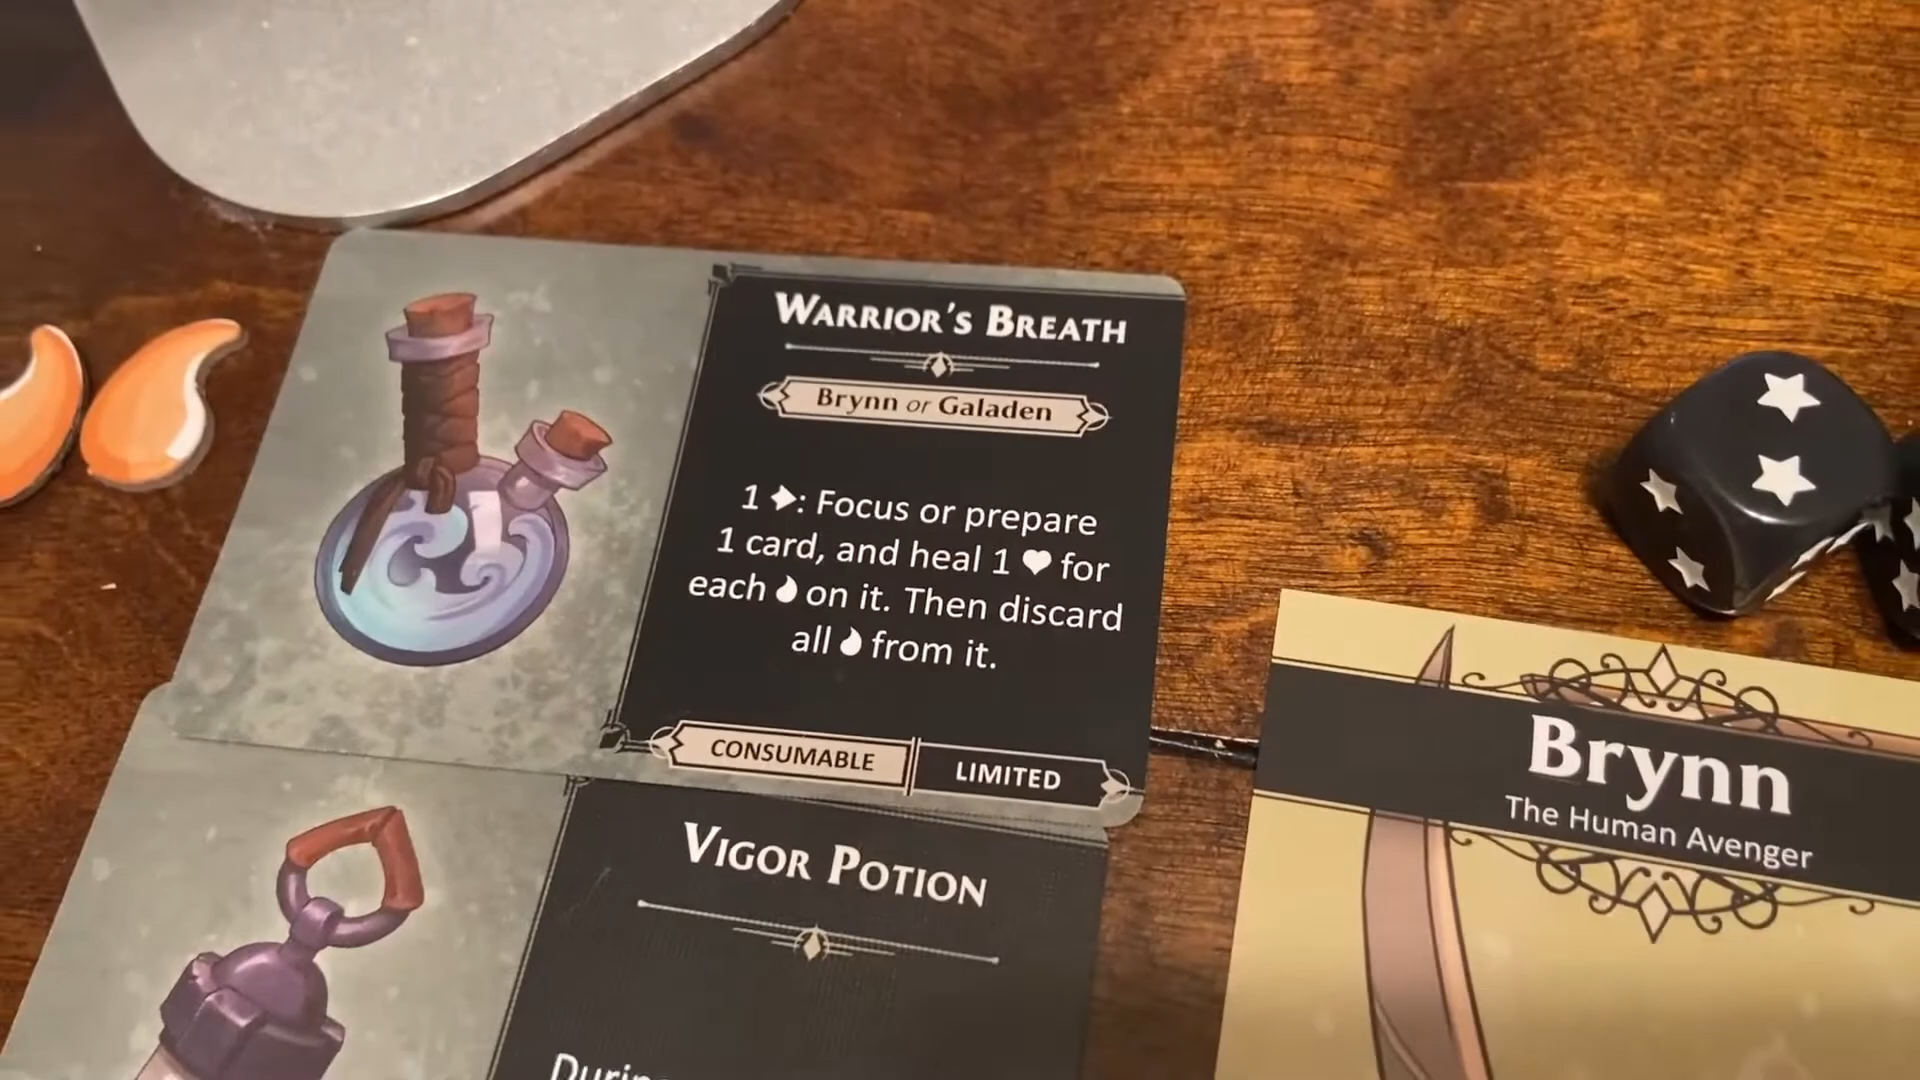 WARRIOR'S BREATH
Brynn or Galaden
1 : Focus or prepare
1 card, and heal 1 for
each on it. Then discard
all from it.
CONSUMABLE
LIMITED
VIGOR POTION
Brynn
The Human Avenger